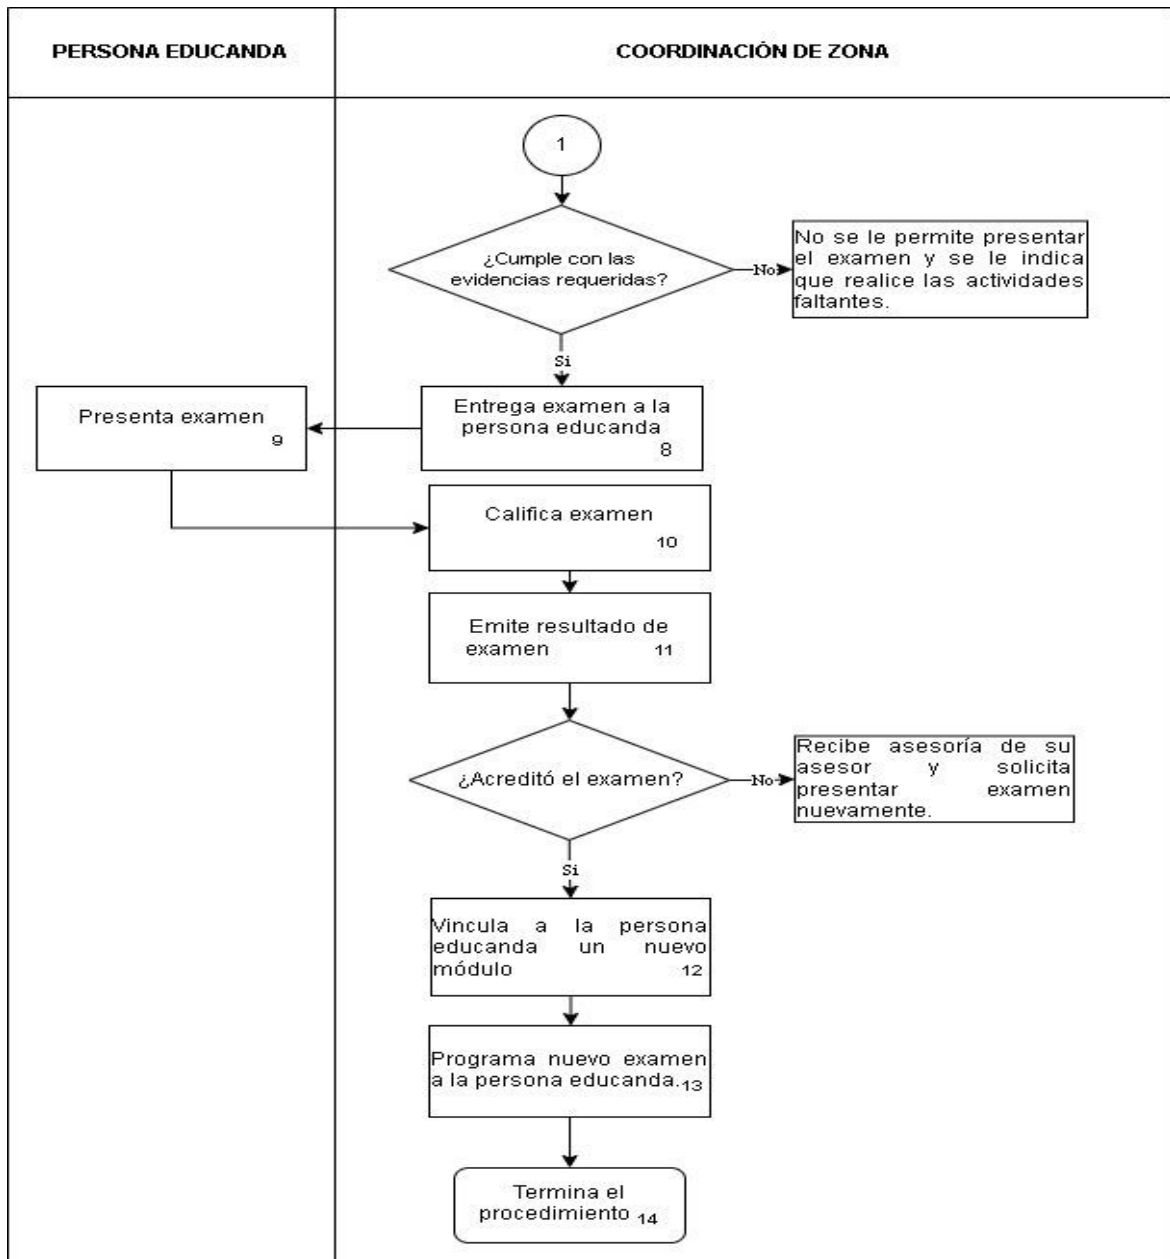 PERSONA EDUCANDA
COORDINACIÓN DE ZONA
1
¿Cumple con las
evidencias requeridas?
No
No se le permite presentar
el examen y se le indica
que realice las actividades
faltantes.
Si
Entrega examen a la
persona educanda
8
Presenta examen
9
Califica examen
10
Emite resultado de
examen 11
¿Acreditó el examen?
No
Recibe asesoría de su
asesor y solicita
presentar examen
nuevamente.
Si
Vincula a la persona
educanda un nuevo
módulo 12
Programa nuevo examen
a la persona educanda. 13
Termina el
procedimiento 14